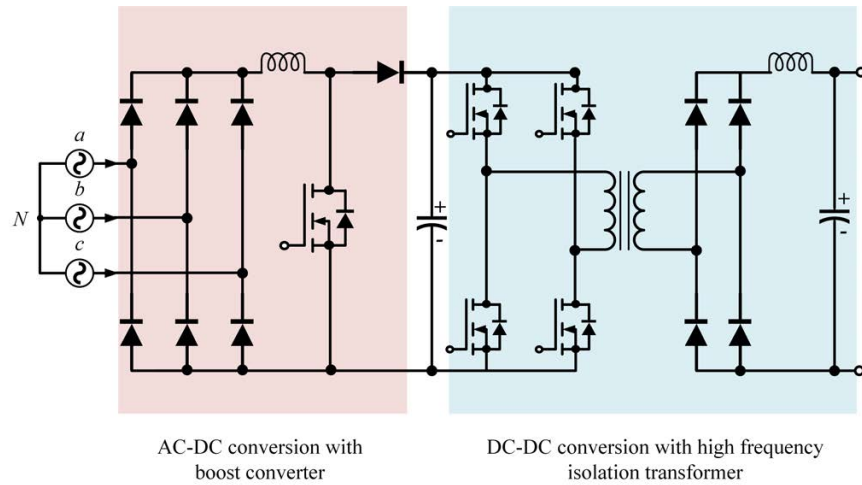 a
b
N
c
+
-
+
-
AC-DC conversion with
boost converter
DC-DC conversion with high frequency
isolation transformer